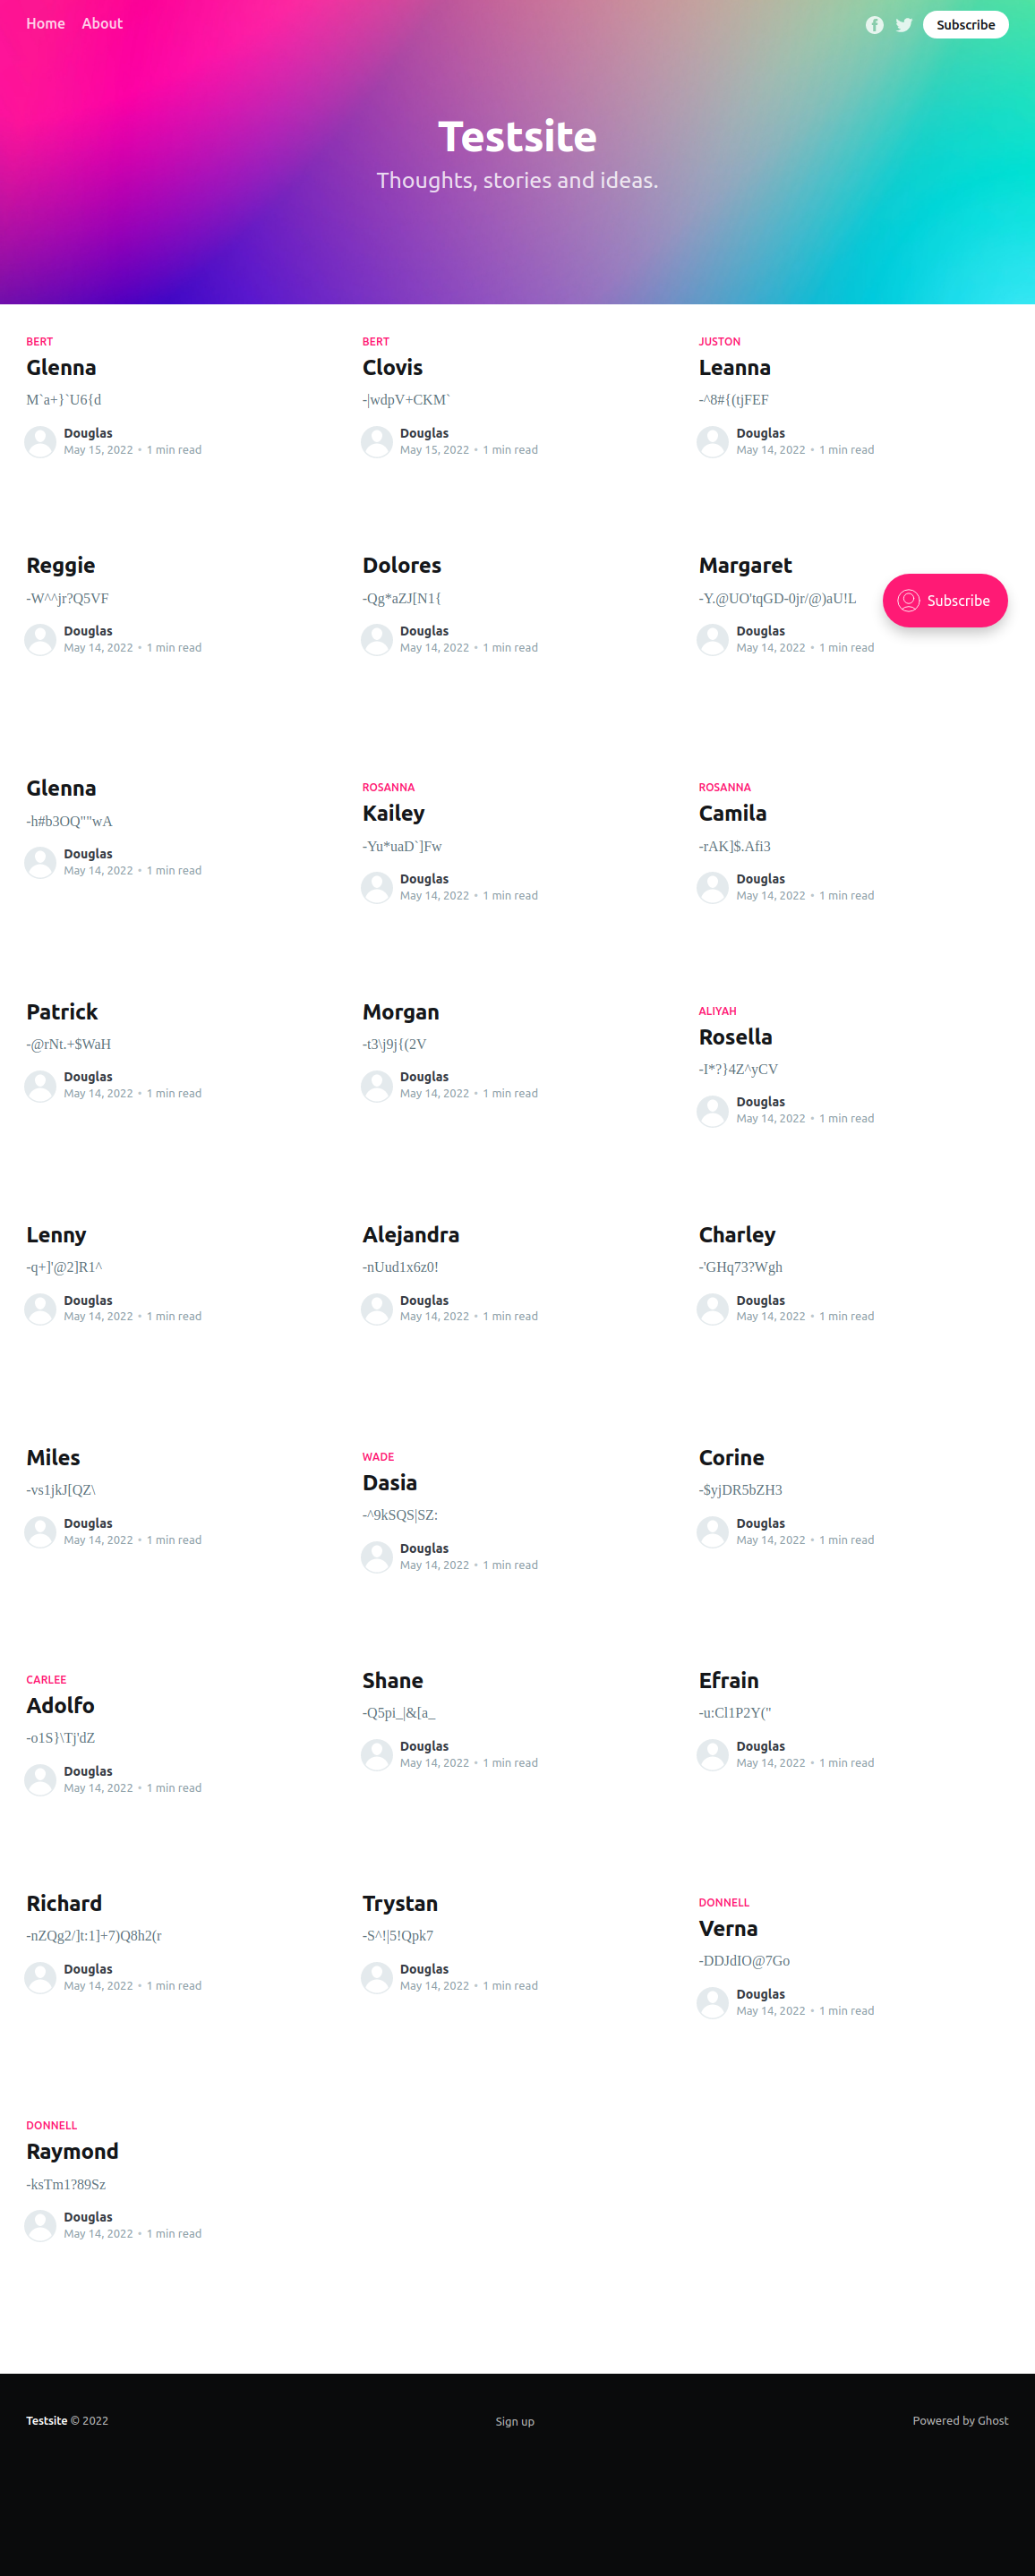 Home About Subscribe
Testsite
Thoughts, stories and ideas.
BERT
Glenna
M`a+}`U6{d
Douglas
May 15, 2022 • 1 min read
BERT
Clovis
-|wdpV+CKM`
Douglas
May 15, 2022 • 1 min read
JUSTON
Leanna
-^8#{(tjFEF
Douglas
May 14, 2022 • 1 min read
Reggie
-W^^jr?Q5VF
Douglas
May 14, 2022 • 1 min read
Dolores
-Qg*aZJ[N1{
Douglas
May 14, 2022 • 1 min read
Margaret
-Y.@UO'tqGD-0jr/@)aU!L
Douglas
May 14, 2022 • 1 min read
Subscribe
Glenna
-h#b3OQ""wA
Douglas
May 14, 2022 • 1 min read
ROSANNA
Kailey
-Yu*uaD`]Fw
Douglas
May 14, 2022 • 1 min read
ROSANNA
Camila
-rAK]$.Afi3
Douglas
May 14, 2022 • 1 min read
Patrick
-@rNt.+$WaH
Douglas
May 14, 2022 • 1 min read
Morgan
-t3\j9j{(2V
Douglas
May 14, 2022 • 1 min read
ALIYAH
Rosella
-I*?}4Z^yCV
Douglas
May 14, 2022 • 1 min read
Lenny
-q+]'@2]R1^
Douglas
May 14, 2022 • 1 min read
Alejandra
-nUud1x6z0!
Douglas
May 14, 2022 • 1 min read
Charley
-'GHq73?Wgh
Douglas
May 14, 2022 • 1 min read
Miles
-vs1jkJ[QZ\
Douglas
May 14, 2022 • 1 min read
WADE
Dasia
-^9kSQS|SZ:
Douglas
May 14, 2022 • 1 min read
Corine
-$yjDR5bZH3
Douglas
May 14, 2022 • 1 min read
CARLEE
Adolfo
-o1S}\Tj'dZ
Douglas
May 14, 2022 • 1 min read
Shane
-Q5pi_|&[a_
Douglas
May 14, 2022 • 1 min read
Efrain
-u:Cl1P2Y("
Douglas
May 14, 2022 • 1 min read
Richard
-nZQg2/]t:1]+7)Q8h2(r
Douglas
May 14, 2022 • 1 min read
Trystan
-S^!|5!Qpk7
Douglas
May 14, 2022 • 1 min read
DONNELL
Verna
-DDJdIO@7Go
Douglas
May 14, 2022 • 1 min read
DONNELL
Raymond
-ksTm1?89Sz
Douglas
May 14, 2022 • 1 min read
Testsite © 2022 Sign up Powered by Ghost